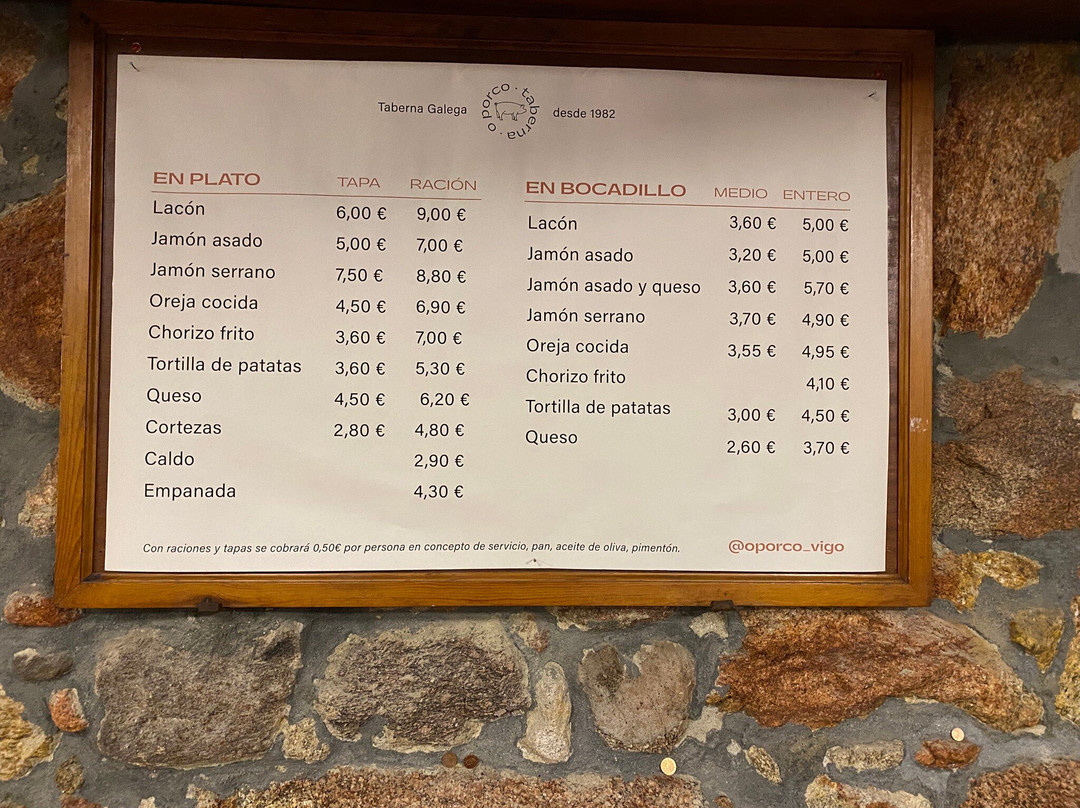 Taberna Galega
oporco · taberna ·
desde 1982
EN PLATO TAPA RACIÓN
Lacón 6,00 € 9,00 €
Jamón asado 5,00 € 7,00 €
Jamón serrano 7,50 € 8,80 €
Oreja cocida 4,50 € 6,90 €
Chorizo frito 3,60 € 7,00 €
Tortilla de patatas 3,60 € 5,30 €
Queso 4,50 € 6,20 €
Cortezas 2,80 € 4,80 €
Caldo 2,90 €
Empanada 4,30 €
EN BOCADILLO MEDIO ENTERO
Lacón 3,60 € 5,00 €
Jamón asado 3,20 € 5,00 €
Jamón asado y queso 3,60 € 5,70 €
Jamón serrano 3,70 € 4,90 €
Oreja cocida 3,55 € 4,95 €
Chorizo frito 4,10 €
Tortilla de patatas 3,00 € 4,50 €
Queso 2,60 € 3,70 €
Con raciones y tapas se cobrará 0,50€ por persona en concepto de servicio, pan, aceite de oliva, pimentón.
@oporco_vigo